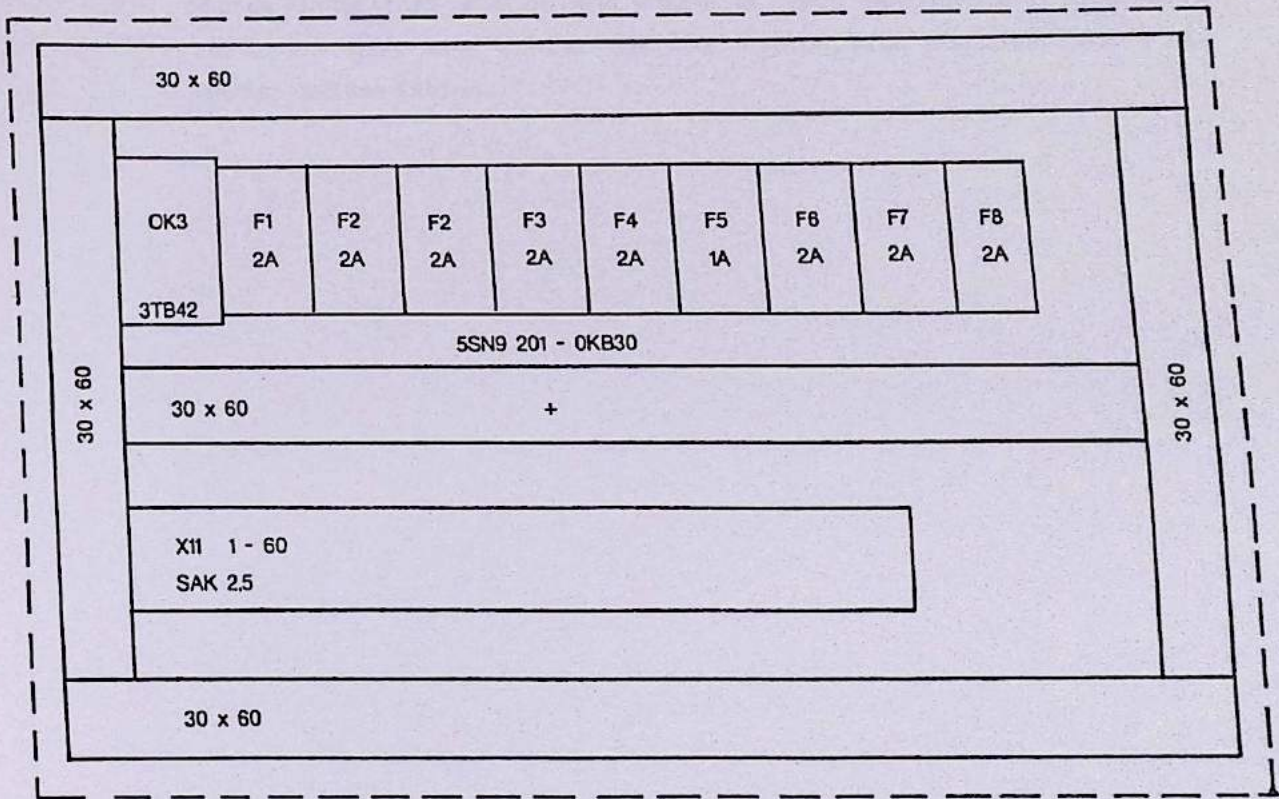 30 x 60
OK3 F1 F2 F2 F3 F4 F5 F6 F7 F8
2A 2A 2A 2A 2A 1A 2A 2A 2A
3TB42
5SN9 201 - 0KB30
30 x 60
30 x 60 +
30 x 60
X11 1 - 60
SAK 2,5
30 x 60